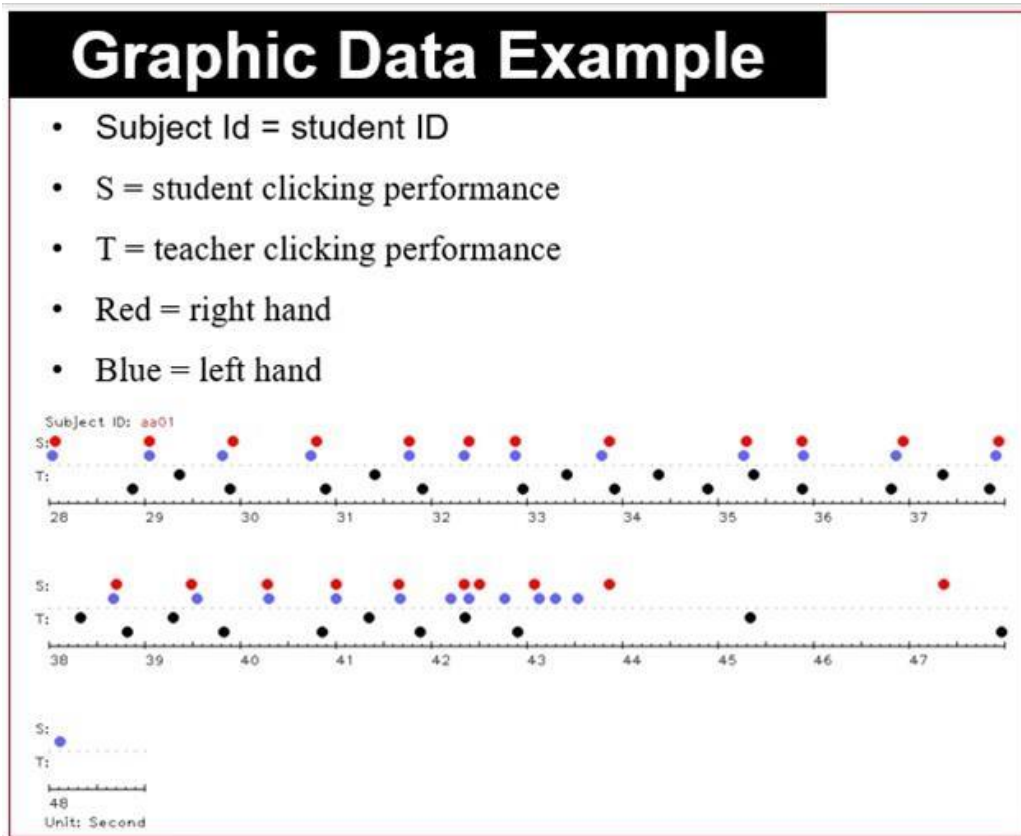 Graphic Data Example
• Subject Id = student ID
• S = student clicking performance
• T = teacher clicking performance
• Red = right hand
• Blue = left hand
Subject ID: aa01
S:
T:
28 29 30 31 32 33 34 35 36 37
S:
T:
38 39 40 41 42 43 44 45 46 47
S:
T:
48
Unit: Second